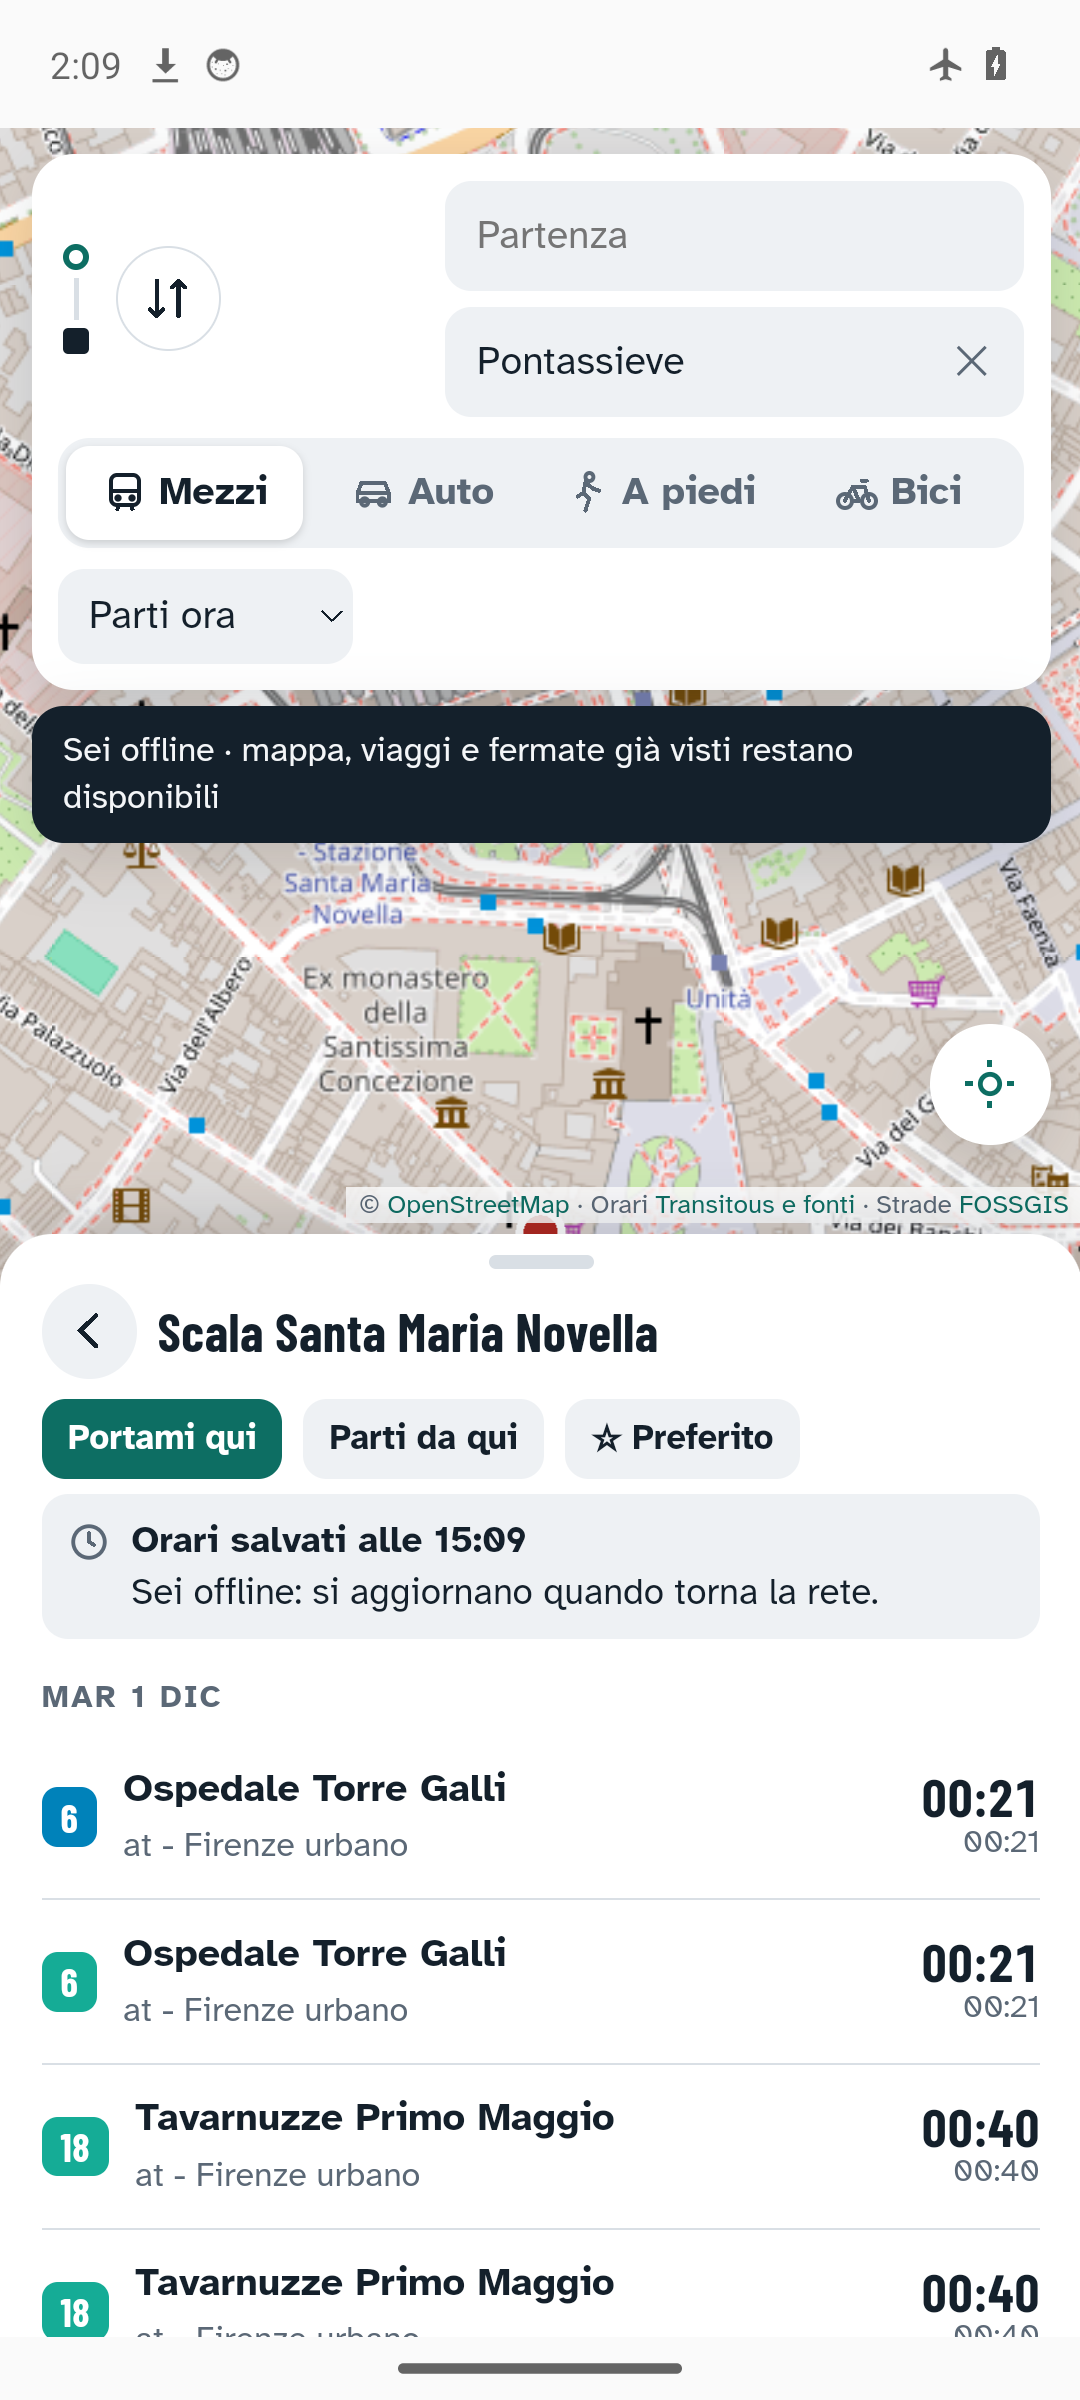 2:09
Partenza
Pontassieve
Mezzi
Auto
A piedi
Bici
Parti ora
Sei offline · mappa, viaggi e fermate già visti restano
disponibili
- Stazione
Santa Maria
Novella
Via Faenza
Ex monastero
della
Santissima
Concezione
Unità
Via dell'Albero
Via Palazzuolo
Via del G
© OpenStreetMap · Orari Transitous e fonti · Strade FOSSGIS
Scala Santa Maria Novella
Portami qui
Parti da qui
☆ Preferito
Orari salvati alle 15:09
Sei offline: si aggiornano quando torna la rete.
MAR 1 DIC
6 Ospedale Torre Galli 00:21
at - Firenze urbano 00:21
6 Ospedale Torre Galli 00:21
at - Firenze urbano 00:21
18 Tavarnuzze Primo Maggio 00:40
at - Firenze urbano 00:40
18 Tavarnuzze Primo Maggio 00:40
at - Firenze urbano 00:40